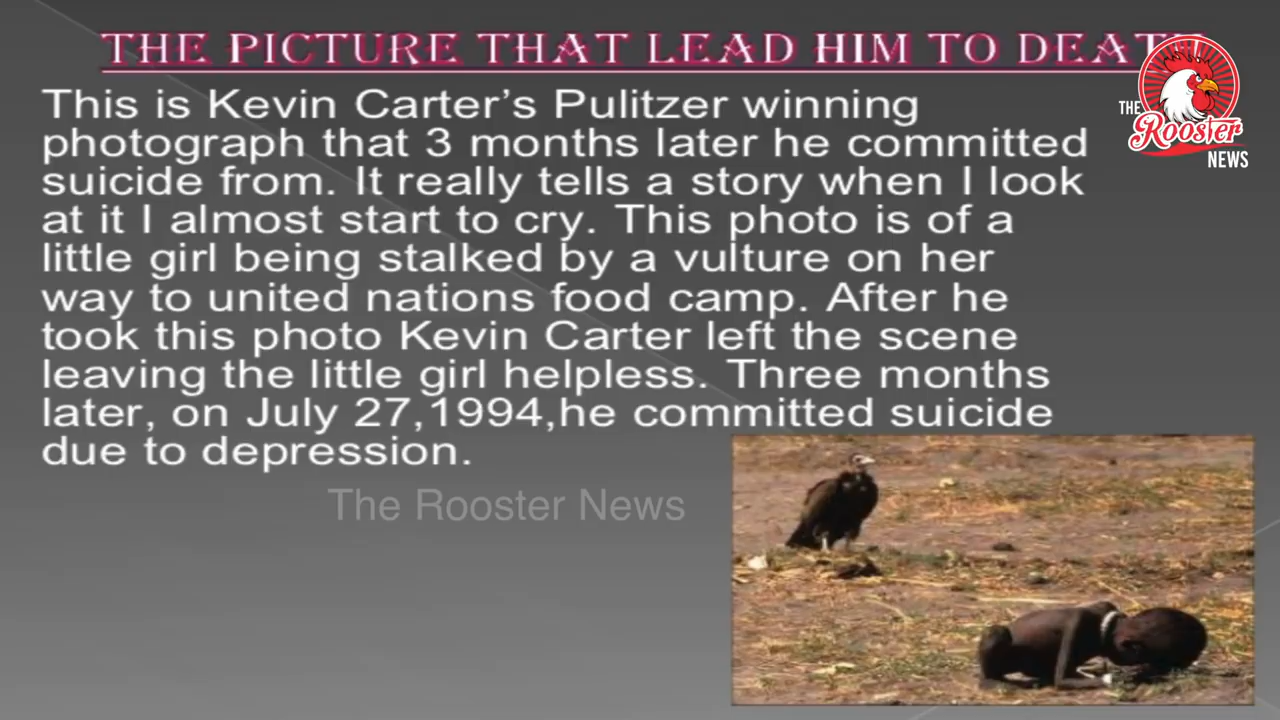 THE PICTURE THAT LEAD HIM TO
THE
Rooster
NEWS
This is Kevin Carter's Pulitzer winning
photograph that 3 months later he committed
suicide from. It really tells a story when I look
at it I almost start to cry. This photo is of a
little girl being stalked by a vulture on her
way to united nations food camp. After he
took this photo Kevin Carter left the scene
leaving the little girl helpless. Three months
later, on July 27,1994,he committed suicide
due to depression.
The Rooster News